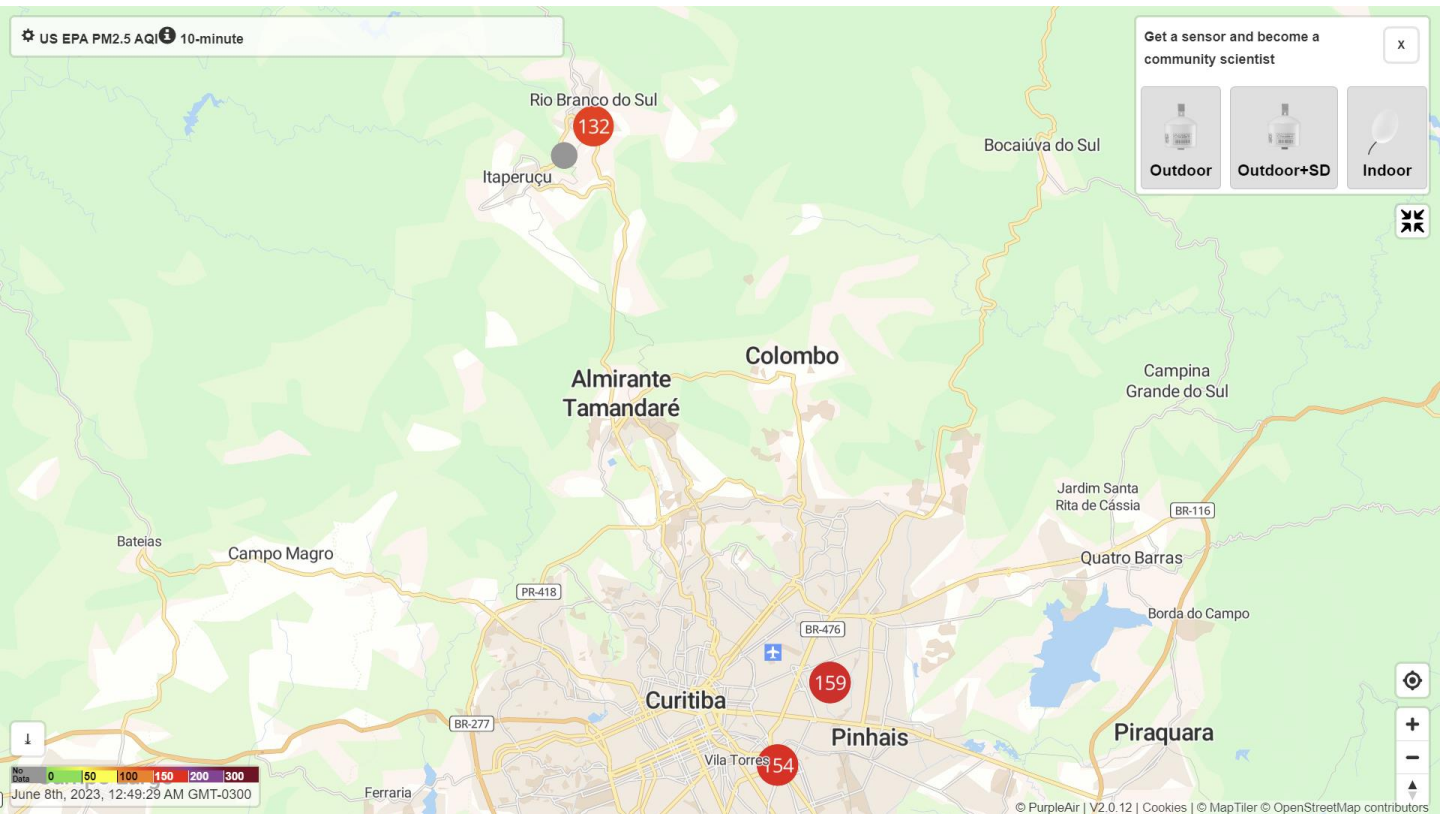 US EPA PM2.5 AQI 10-minute
Get a sensor and become a
community scientist
X
Outdoor
Outdoor+SD
Indoor
Rio Branco do Sul
132
Itaperuçu
Bocaiúva do Sul
Colombo
Almirante
Tamandaré
Campina
Grande do Sul
Jardim Santa
Rita de Cássia
BR-116
Bateias
Campo Magro
Quatro Barras
PR-418
Borda do Campo
BR-476
159
Curitiba
BR-277
Pinhais
Piraquara
Vila Torres
154
Ferraria
No
Data
0 50 100 150 200 300
June 8th, 2023, 12:49:29 AM GMT-0300
© PurpleAir | V2.0.12 | Cookies | © MapTiler © OpenStreetMap contributors